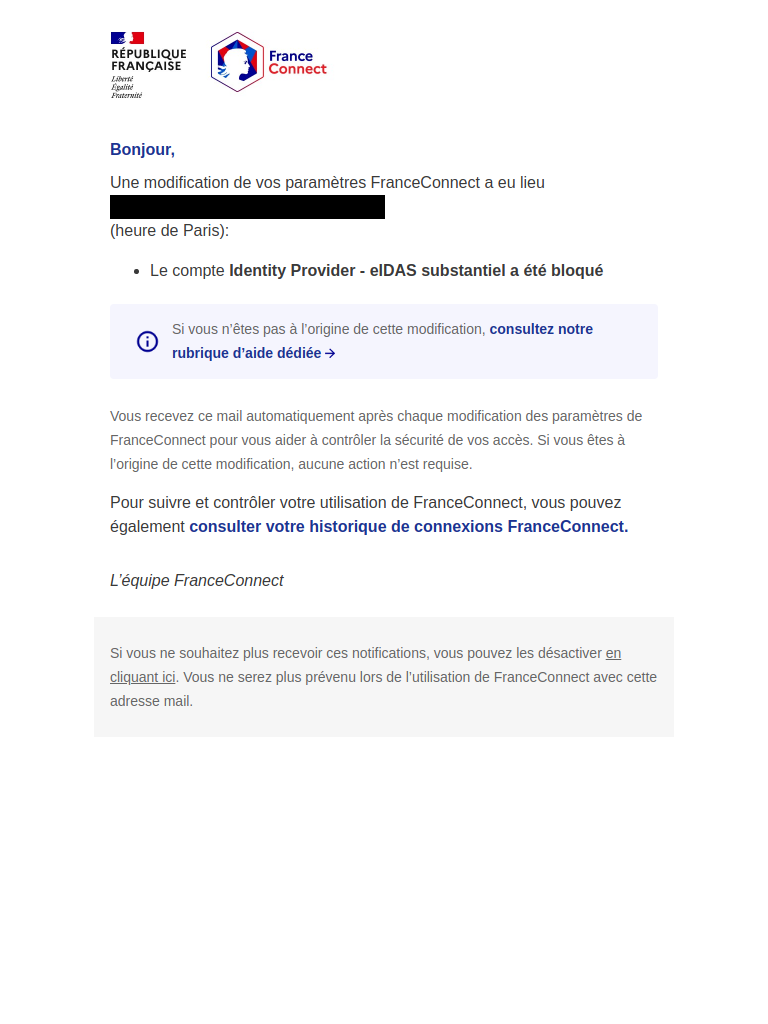 RÉPUBLIQUE
FRANÇAISE
Liberté
Égalité
Fraternité
France
Connect
Bonjour,
Une modification de vos paramètres FranceConnect a eu lieu
(heure de Paris):
• Le compte Identity Provider - eIDAS substantiel a été bloqué
Si vous n’êtes pas à l’origine de cette modification, consultez notre
rubrique d’aide dédiée →
Vous recevez ce mail automatiquement après chaque modification des paramètres de
FranceConnect pour vous aider à contrôler la sécurité de vos accès. Si vous êtes à
l’origine de cette modification, aucune action n’est requise.
Pour suivre et contrôler votre utilisation de FranceConnect, vous pouvez
également consulter votre historique de connexions FranceConnect.
L’équipe FranceConnect
Si vous ne souhaitez plus recevoir ces notifications, vous pouvez les désactiver en
cliquant ici. Vous ne serez plus prévenu lors de l’utilisation de FranceConnect avec cette
adresse mail.